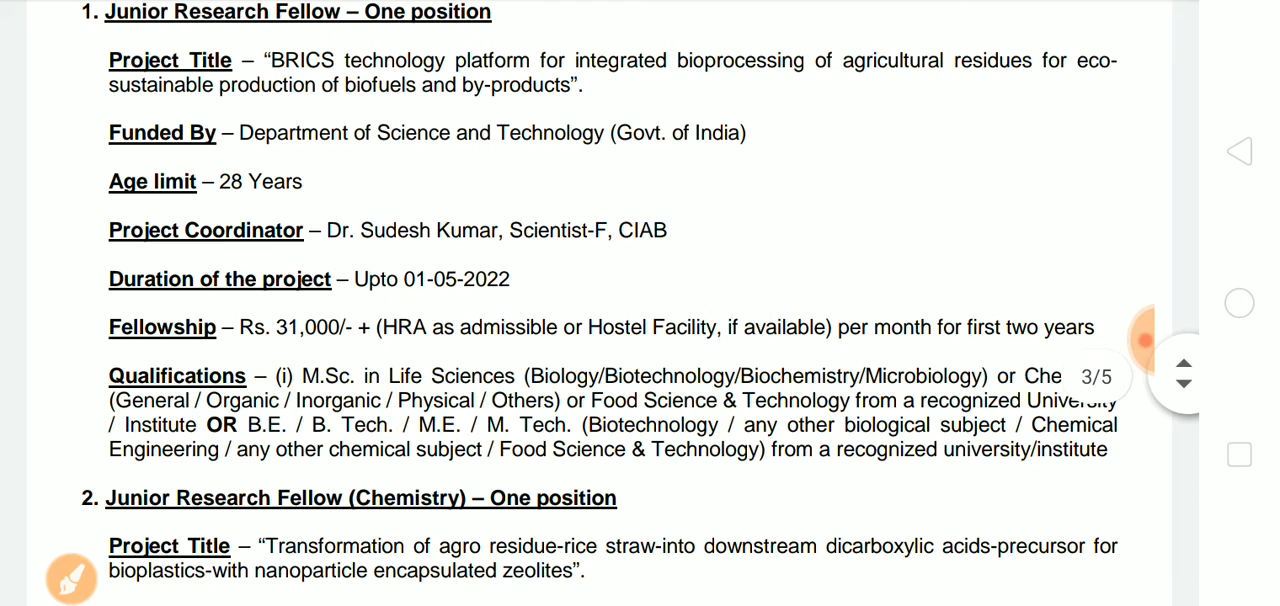 1. Junior Research Fellow – One position
Project Title – “BRICS technology platform for integrated bioprocessing of agricultural residues for eco-
sustainable production of biofuels and by-products”.
Funded By – Department of Science and Technology (Govt. of India)
Age limit – 28 Years
Project Coordinator – Dr. Sudesh Kumar, Scientist-F, CIAB
Duration of the project – Upto 01-05-2022
Fellowship – Rs. 31,000/- + (HRA as admissible or Hostel Facility, if available) per month for first two years
Qualifications – (i) M.Sc. in Life Sciences (Biology/Biotechnology/Biochemistry/Microbiology) or Che
3/5
(General / Organic / Inorganic / Physical / Others) or Food Science & Technology from a recognized University
/ Institute OR B.E. / B. Tech. / M.E. / M. Tech. (Biotechnology / any other biological subject / Chemical
Engineering / any other chemical subject / Food Science & Technology) from a recognized university/institute
2. Junior Research Fellow (Chemistry) – One position
Project Title – “Transformation of agro residue-rice straw-into downstream dicarboxylic acids-precursor for
bioplastics-with nanoparticle encapsulated zeolites”.